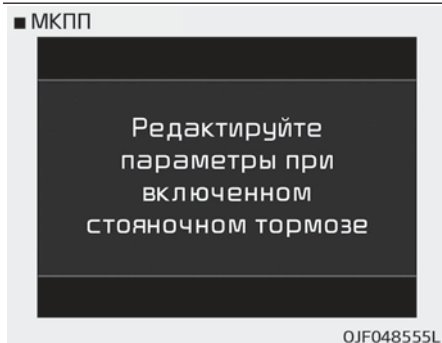 ■ МКПП
Редактируйте
параметры при
включенном
стояночном тормозе
OJF048555L